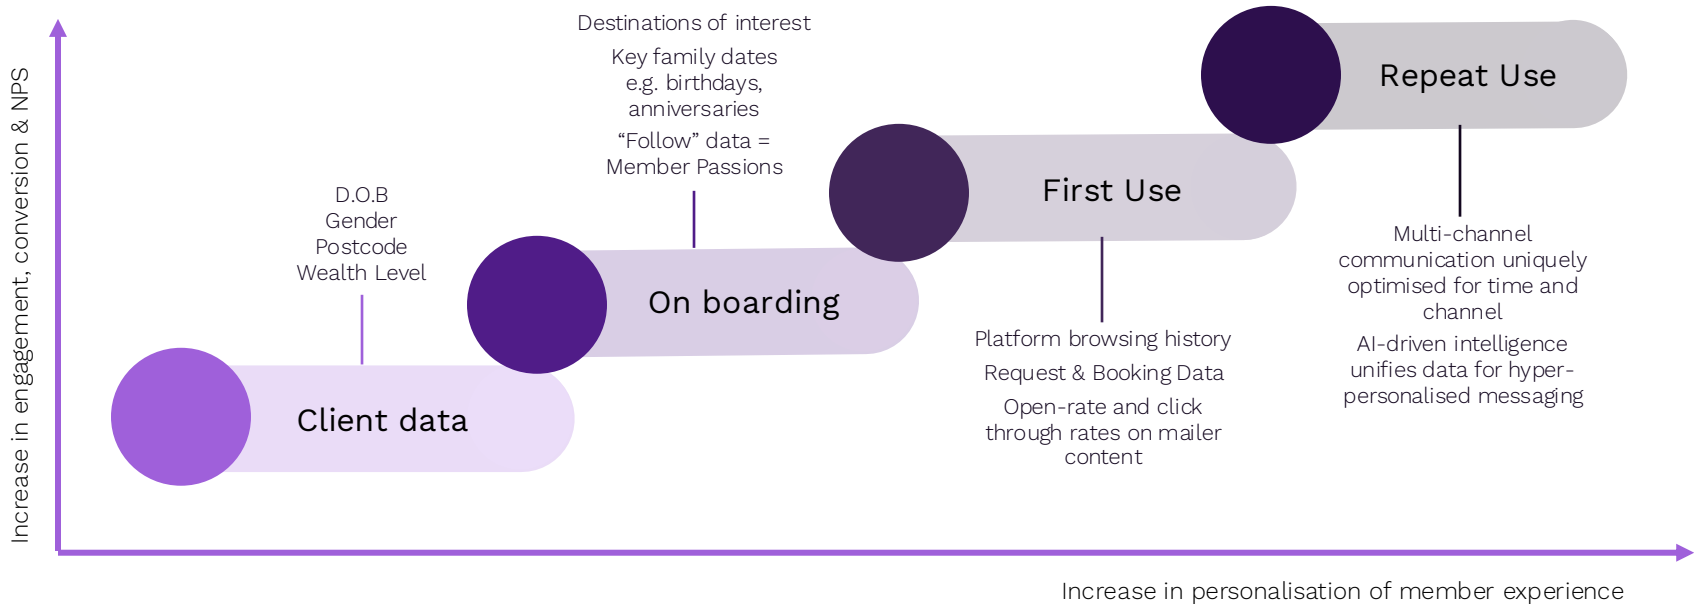 Increase in engagement, conversion & NPS
D.O.B
Gender
Postcode
Wealth Level
Client data
Destinations of interest
Key family dates
e.g. birthdays,
anniversaries
“Follow” data =
Member Passions
On boarding
First Use
Platform browsing history
Request & Booking Data
Open-rate and click
through rates on mailer
content
Repeat Use
Multi-channel
communication uniquely
optimised for time and
channel
AI-driven intelligence
unifies data for hyper-
personalised messaging
Increase in personalisation of member experience